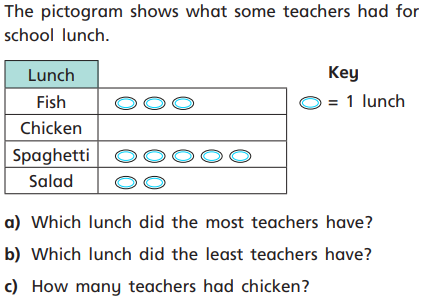 The pictogram shows what some teachers had for
school lunch.
Lunch
Fish
Chicken
Spaghetti
Salad
Key
= 1 lunch
a) Which lunch did the most teachers have?
b) Which lunch did the least teachers have?
c) How many teachers had chicken?